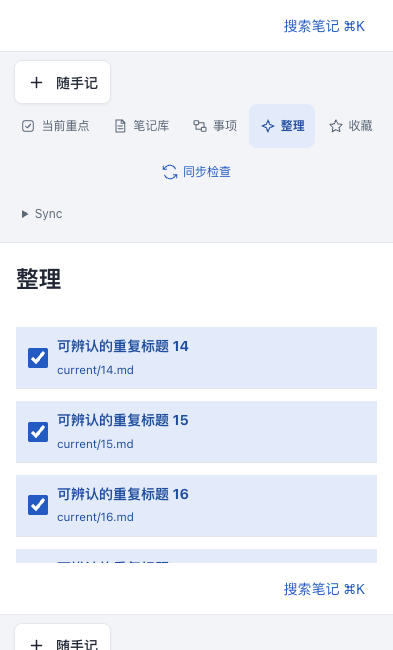 搜索笔记 ⌘K
+ 随手记
当前重点 笔记库 事项 整理 收藏
同步检查
▶ Sync
整理
可辨认的重复标题 14
current/14.md
可辨认的重复标题 15
current/15.md
可辨认的重复标题 16
current/16.md
搜索笔记 ⌘K
+ 随手记